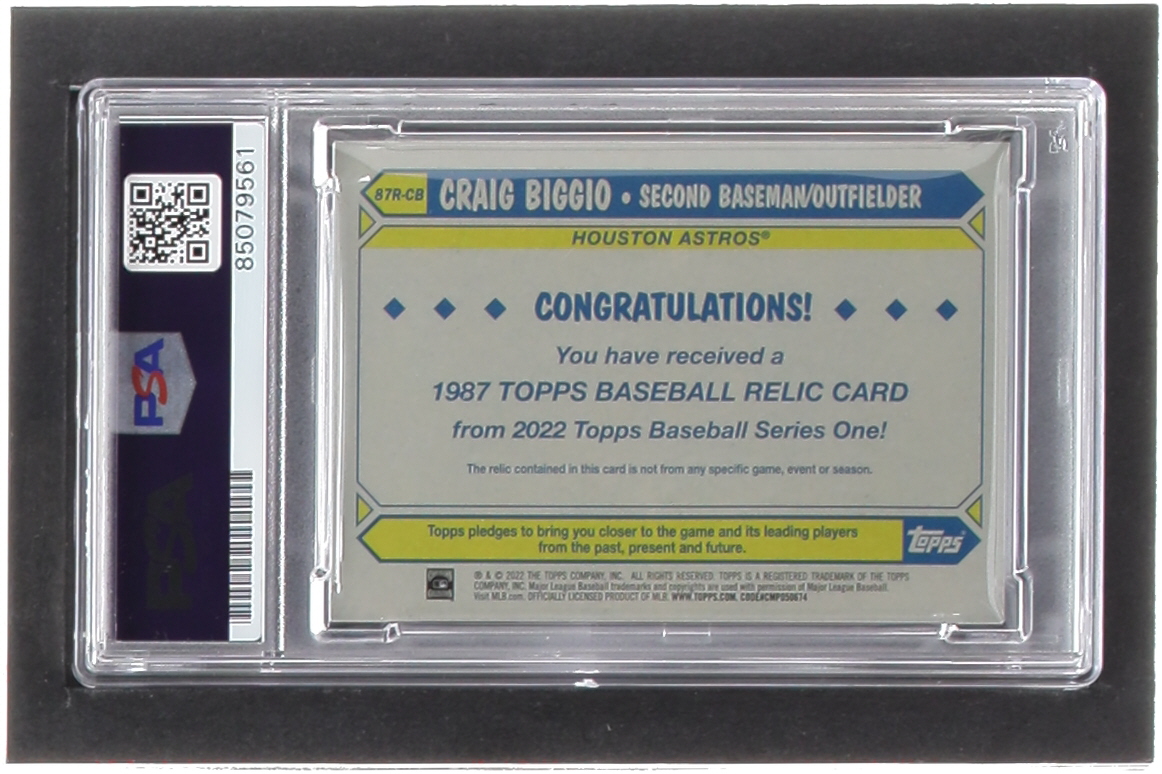 85079561
PSA
PSA
87R-CB CRAIG BIGGIO • SECOND BASEMAN/OUTFIELDER
HOUSTON ASTROS®
CONGRATULATIONS!
You have received a
1987 TOPPS BASEBALL RELIC CARD
from 2022 Topps Baseball Series One!
The relic contained in this card is not from any specific game, event or season.
Topps pledges to bring you closer to the game and its leading players
from the past, present and future.
topps
® & © 2022 THE TOPPS COMPANY, INC. ALL RIGHTS RESERVED. TOPPS IS A REGISTERED TRADEMARK OF THE TOPPS
COMPANY, INC. Major League Baseball trademarks and copyrights are used with permission of Major League Baseball.
Visit MLB.com. OFFICIALLY LICENSED PRODUCT OF MLB. WWW.TOPPS.COM. CODE#CMP050674